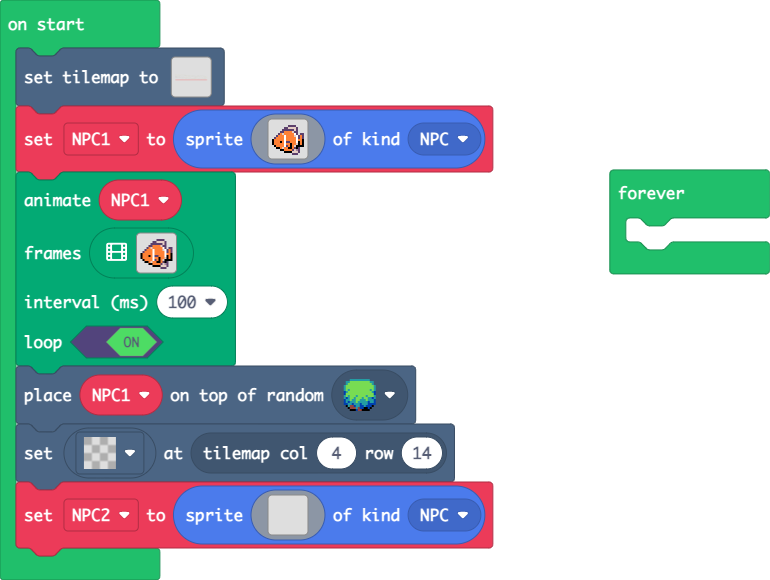 on start
set tilemap to
set NPC1 to sprite of kind NPC
animate NPC1
frames
interval (ms) 100
loop ON
place NPC1 on top of random
set at tilemap col 4 row 14
set NPC2 to sprite of kind NPC
forever